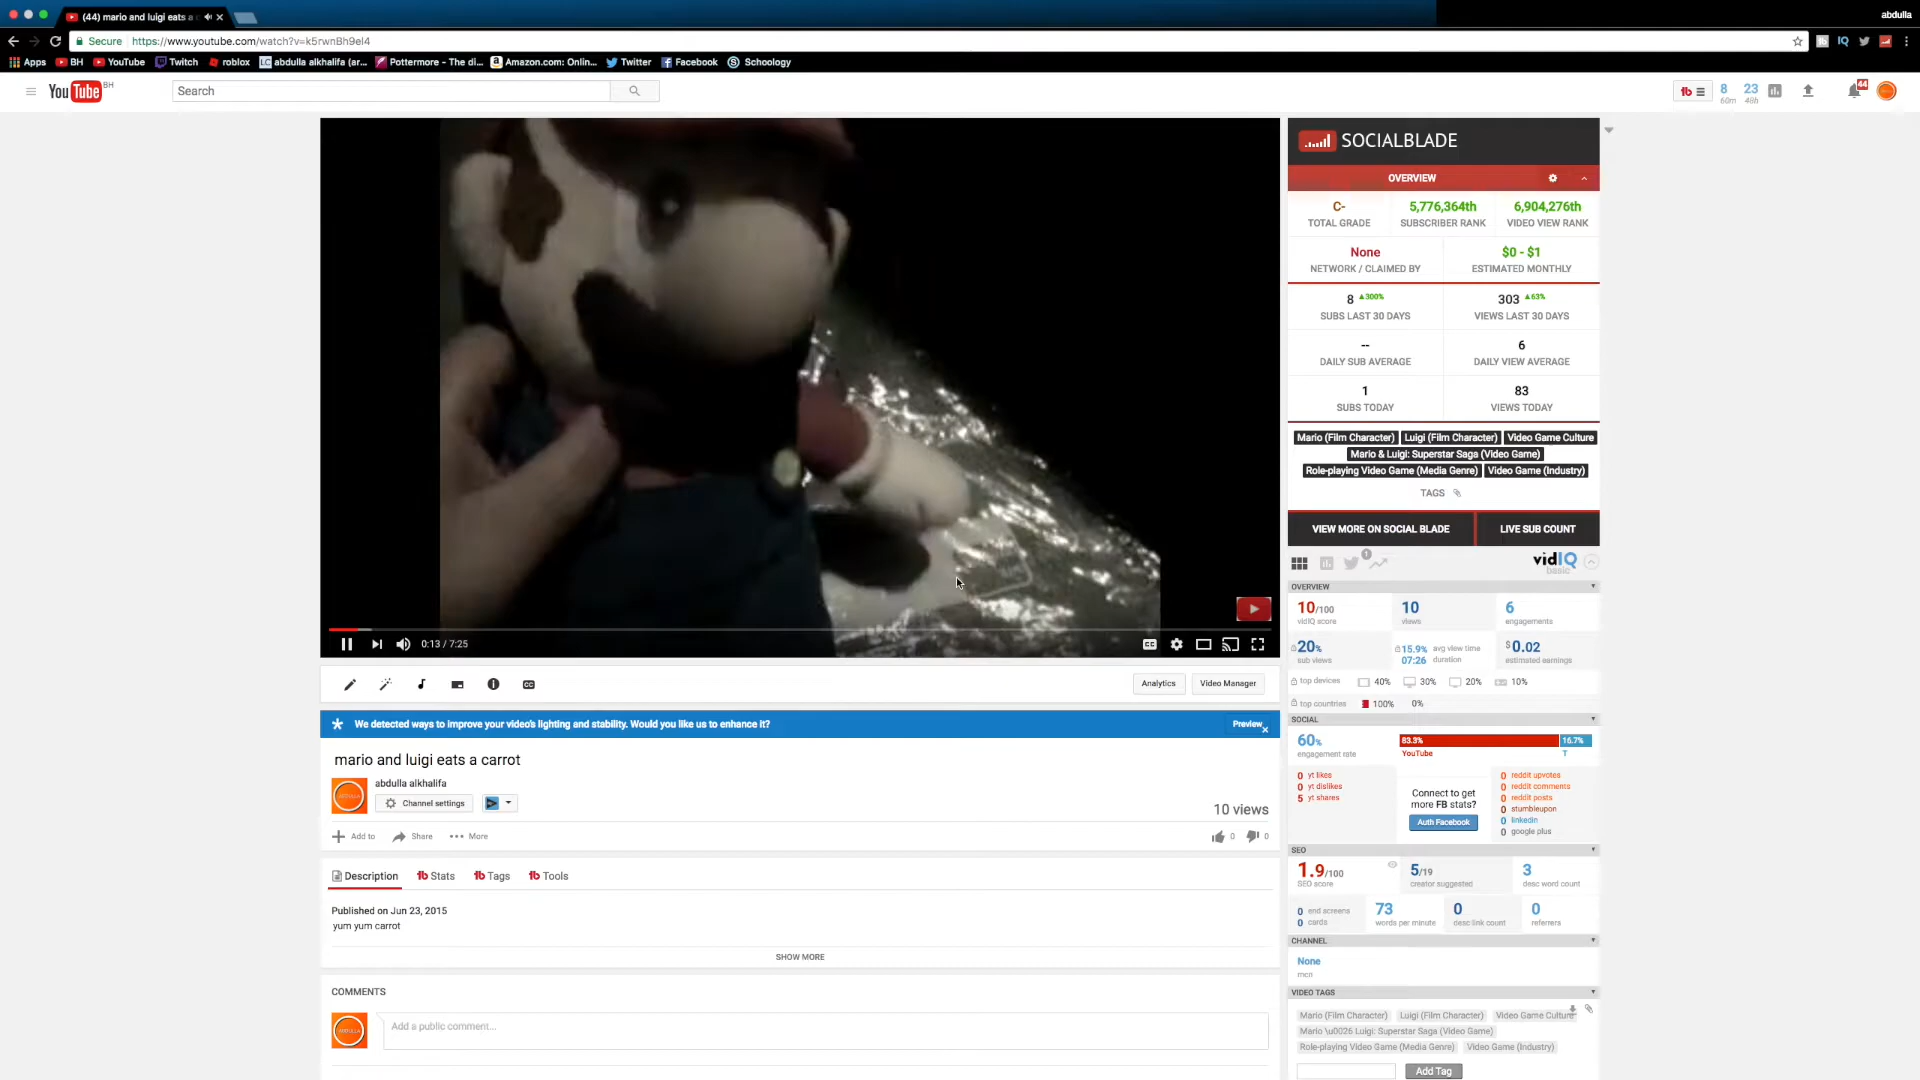 (44) mario and luigi eats a
abdulla
Secure https://www.youtube.com/watch?v=k5rwnBh9eI4
IQ
Apps BH YouTube Twitch roblox LC abdulla alkhalifa (ar... Pottermore - The di... Amazon.com: Onlin... Twitter Facebook Schoology
YouTube BH
Search
tb 8 60m 23 48h 44
SOCIALBLADE
OVERVIEW
C- 5,776,364th 6,904,276th
TOTAL GRADE SUBSCRIBER RANK VIDEO VIEW RANK
None $0 - $1
NETWORK / CLAIMED BY ESTIMATED MONTHLY
8 ▲300% 303 ▲63%
SUBS LAST 30 DAYS VIEWS LAST 30 DAYS
-- 6
DAILY SUB AVERAGE DAILY VIEW AVERAGE
1 83
SUBS TODAY VIEWS TODAY
Mario (Film Character) Luigi (Film Character) Video Game Culture
Mario & Luigi: Superstar Saga (Video Game)
Role-playing Video Game (Media Genre) Video Game (Industry)
TAGS
VIEW MORE ON SOCIAL BLADE LIVE SUB COUNT
1 vidIQ
basic
OVERVIEW
10/100 10 6
vidIQ score views engagements
20% 15.9% avg view time $0.02
sub views 07:26 duration estimated earnings
top devices 40% 30% 20% 10%
top countries 100% 0%
SOCIAL
60% 83.3% 16.7%
engagement rate YouTube T
0 yt likes
0 yt dislikes
5 yt shares
Connect to get
more FB stats?
Auth Facebook
0 reddit upvotes
0 reddit comments
0 reddit posts
0 stumbleupon
0 linkedin
0 google plus
SEO
1.9/100 5/19 3
SEO score creator suggested desc word count
0 end screens
0 cards
73 0 0
words per minute desc link count referrers
CHANNEL
None
mcn
VIDEO TAGS
Mario (Film Character) Luigi (Film Character) Video Game Culture
Mario \u0026 Luigi: Superstar Saga (Video Game)
Role-playing Video Game (Media Genre) Video Game (Industry)
Add Tag
0:13 / 7:25
CC
Analytics Video Manager
We detected ways to improve your video's lighting and stability. Would you like us to enhance it? Preview x
mario and luigi eats a carrot
abdulla alkhalifa
Channel settings
10 views
Add to Share More 0 0
Description tb Stats tb Tags tb Tools
Published on Jun 23, 2015
yum yum carrot
SHOW MORE
COMMENTS
ABDULLA
Add a public comment...